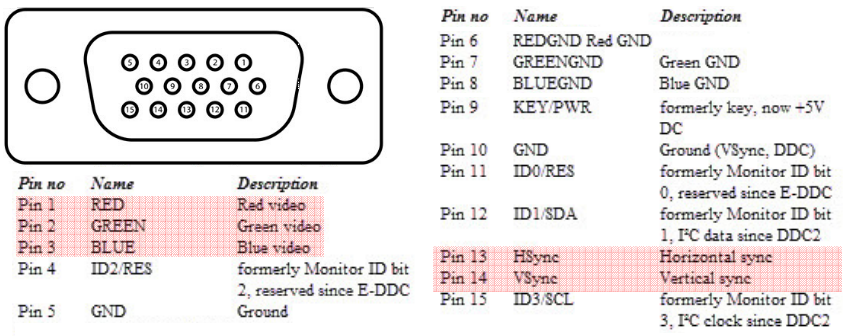 5 4 3 2 1
10 9 8 7 6
15 14 13 12 11
Pin no Name Description
Pin 1 RED Red video
Pin 2 GREEN Green video
Pin 3 BLUE Blue video
Pin 4 ID2/RES formerly Monitor ID bit
2, reserved since E-DDC
Pin 5 GND Ground
Pin no Name Description
Pin 6 REDGND Red GND
Pin 7 GREENGND Green GND
Pin 8 BLUEGND Blue GND
Pin 9 KEY/PWR formerly key, now +5V
DC
Pin 10 GND Ground (VSync, DDC)
Pin 11 ID0/RES formerly Monitor ID bit
0, reserved since E-DDC
Pin 12 ID1/SDA formerly Monitor ID bit
1, I²C data since DDC2
Pin 13 HSync Horizontal sync
Pin 14 VSync Vertical sync
Pin 15 ID3/SCL formerly Monitor ID bit
3, I²C clock since DDC2